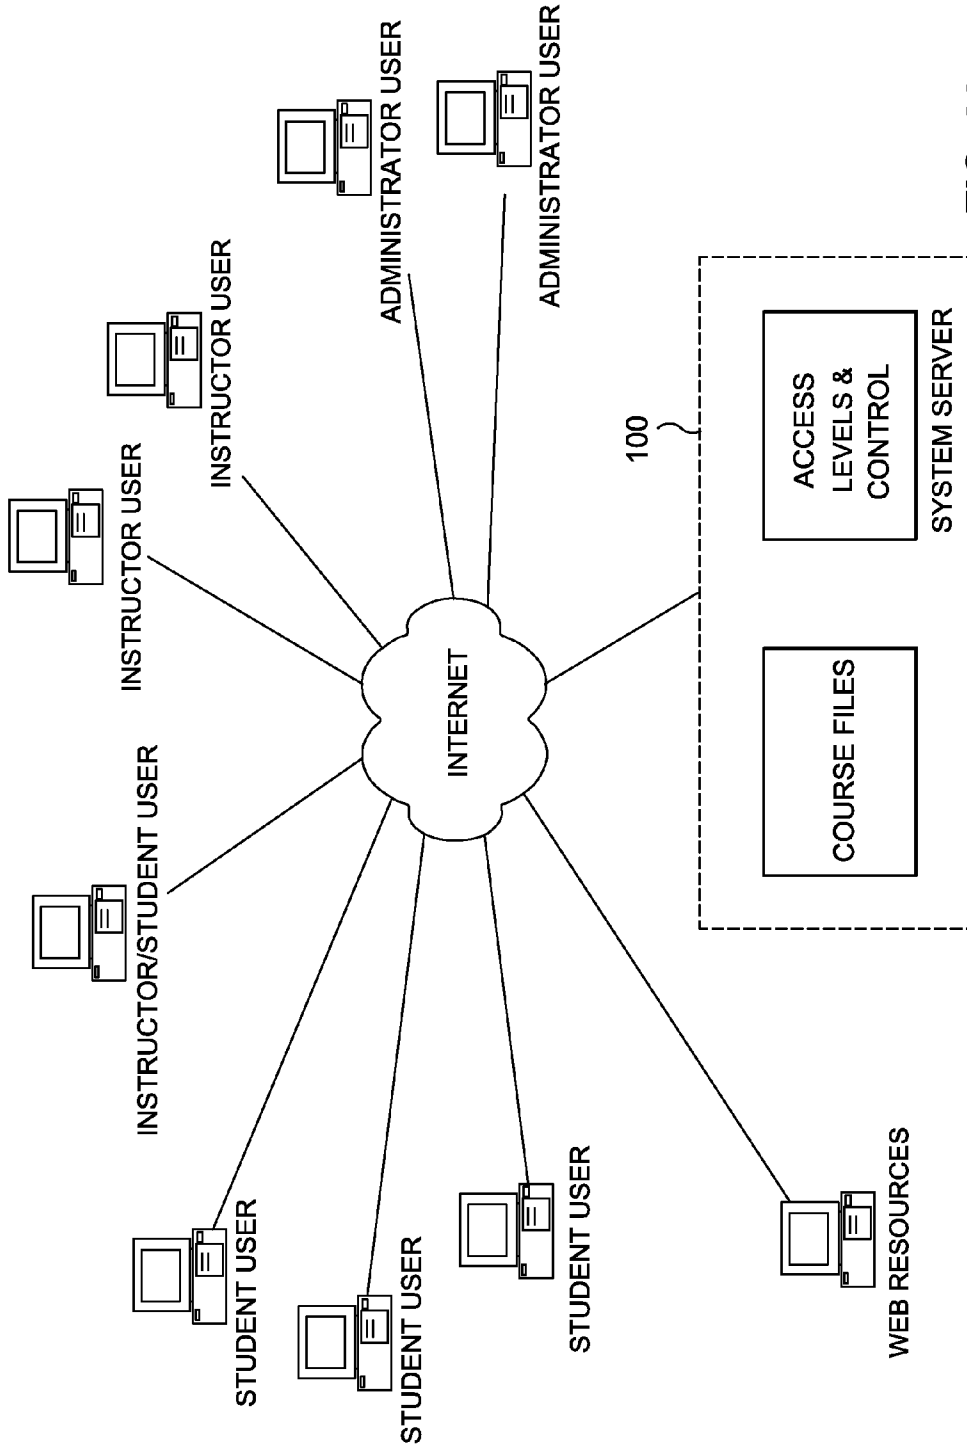 INSTRUCTOR USER
INSTRUCTOR/STUDENT USER
INSTRUCTOR USER
STUDENT USER
ADMINISTRATOR USER
STUDENT USER
INTERNET
ADMINISTRATOR USER
STUDENT USER
100
WEB RESOURCES
COURSE FILES
ACCESS
LEVELS &
CONTROL
SYSTEM SERVER